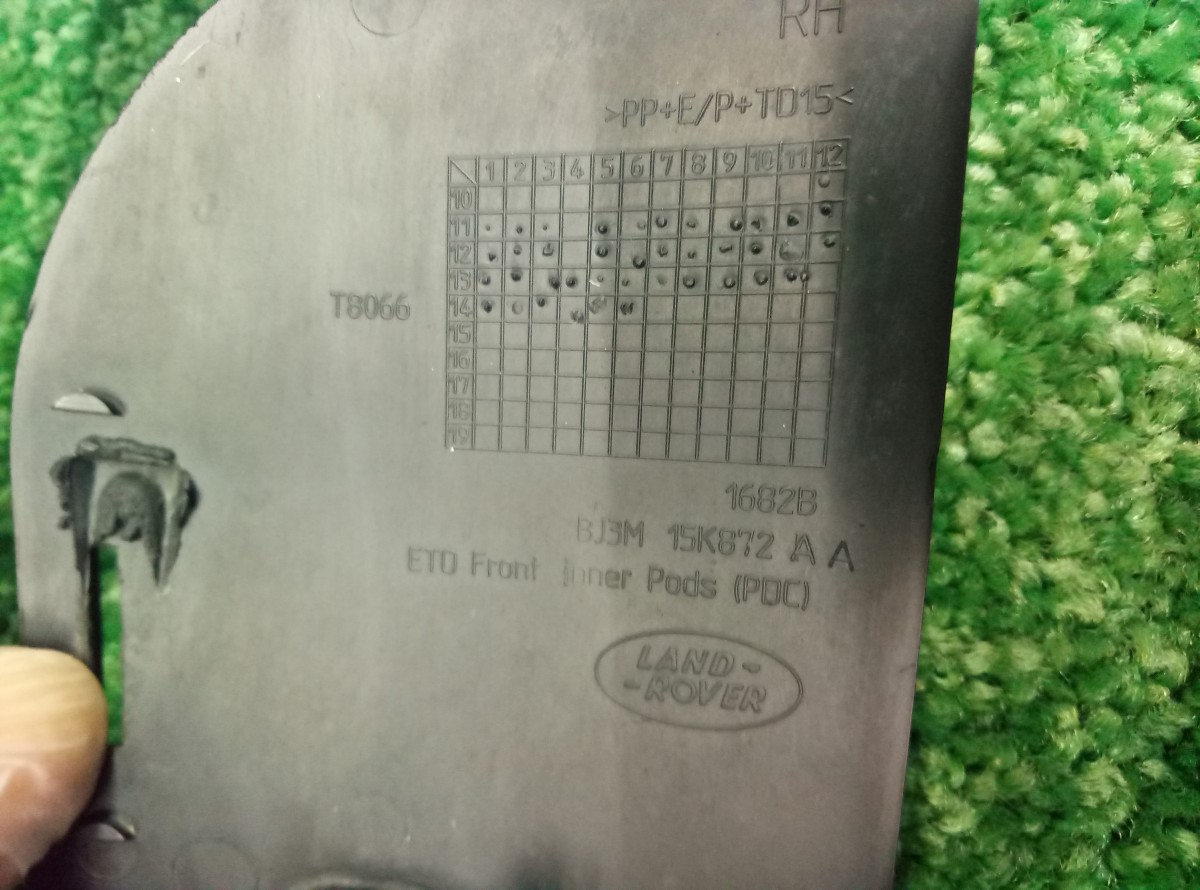 RH
>PP+E/P+TD15<
1 2 3 4 5 6 7 8 9 10 11 12
10
11
12
13
14
15
16
17
18
19
T8066
1682B
BJ3M 15K872 A A
ETO Front Inner Pods (PDC)
LAND-
-ROVER